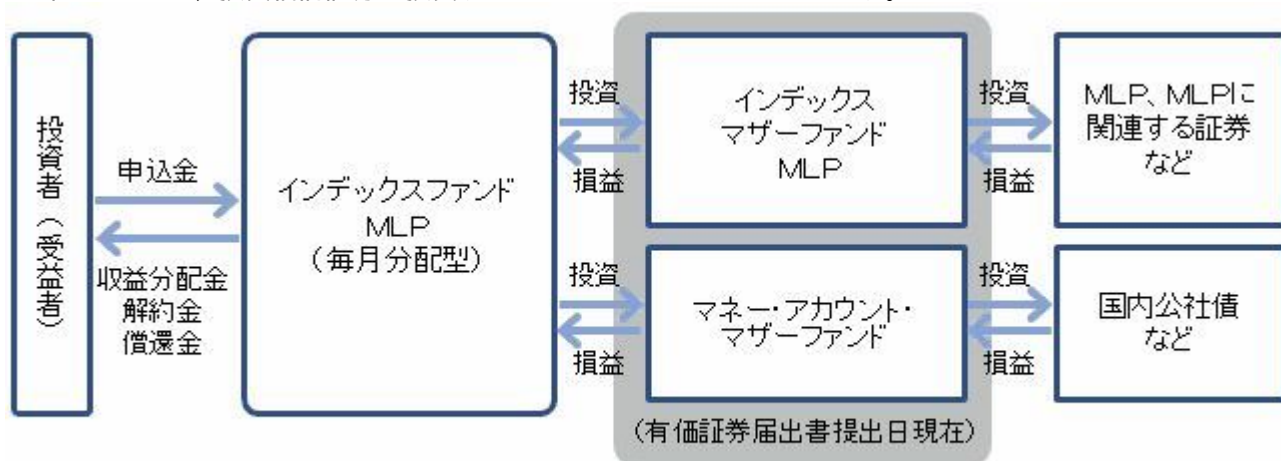 投資者（受益者）
申込金
収益分配金
解約金
償還金
インデックスファンド
MLP
（毎月分配型）
投資
損益
インデックス
マザーファンド
MLP
投資
損益
MLP、MLPに
関連する証券
など
投資
損益
マネー・アカウント・
マザーファンド
投資
損益
国内公社債
など
（有価証券届出書提出日現在）